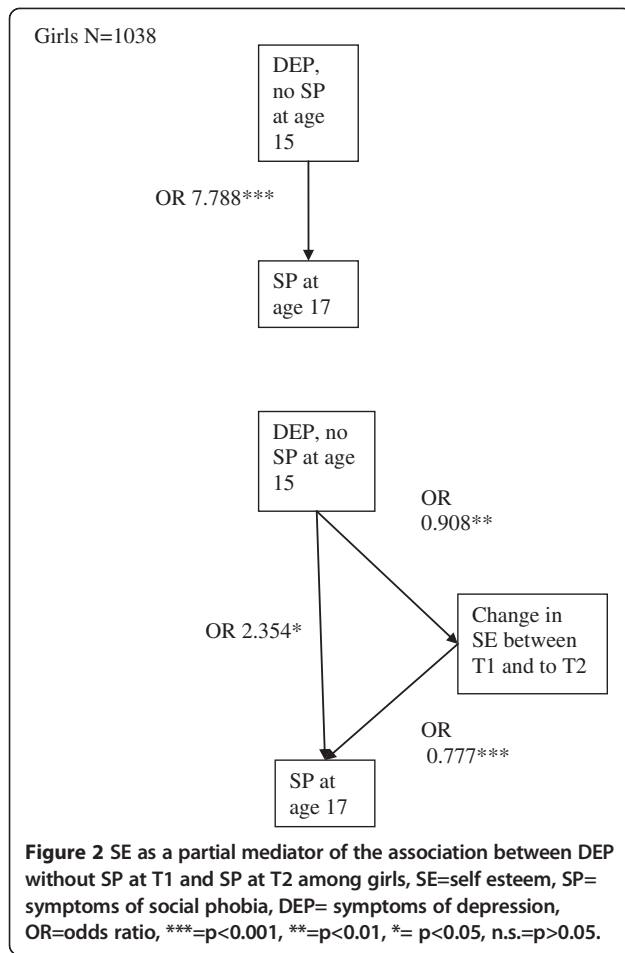 Girls N=1038
DEP,
no SP
at age
15
OR 7.788***
SP at
age 17
DEP, no
SP at age
15
OR
0.908**
OR 2.354*
Change in
SE between
T1 and to T2
OR
0.777***
SP at
age 17
Figure 2 SE as a partial mediator of the association between DEP
without SP at T1 and SP at T2 among girls, SE=self esteem, SP=
symptoms of social phobia, DEP= symptoms of depression,
OR=odds ratio, ***=p<0.001, **=p<0.01, *= p<0.05, n.s.=p>0.05.